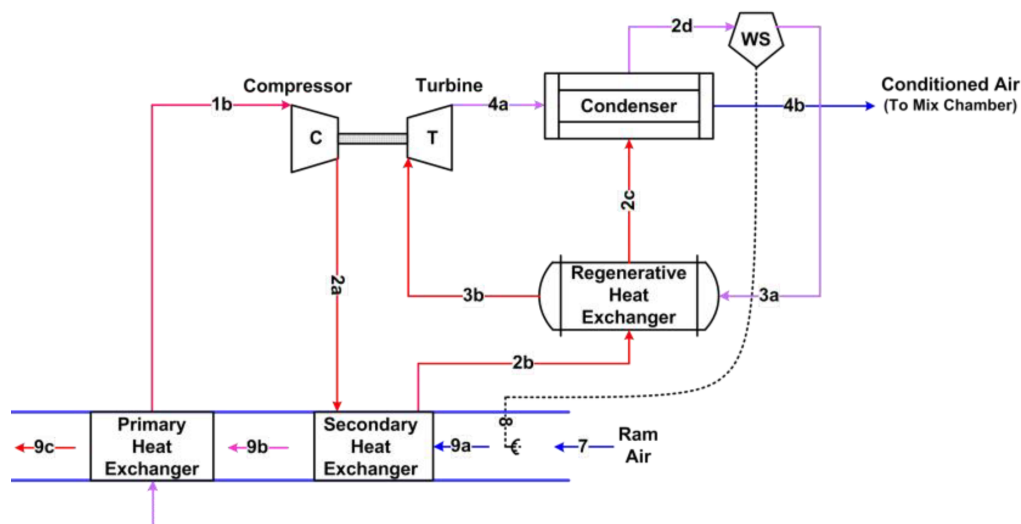 2d
WS
Compressor
Turbine
Conditioned Air
(To Mix Chamber)
1b
4a
Condenser
4b
C
T
2c
2a
Regenerative
Heat
Exchanger
3b
3a
2b
8
Primary
Heat
Exchanger
Secondary
Heat
Exchanger
Ram
Air
9c
9b
9a
7